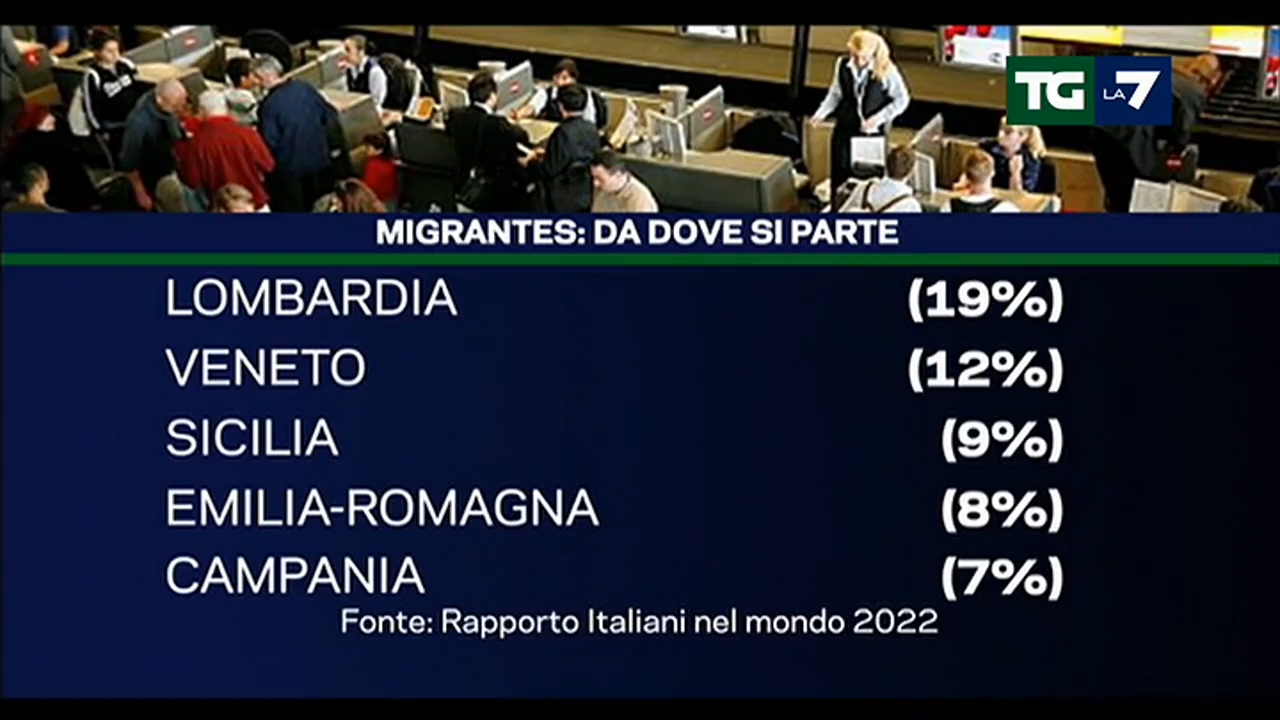 TG LA 7
MIGRANTES: DA DOVE SI PARTE
LOMBARDIA (19%)
VENETO (12%)
SICILIA (9%)
EMILIA-ROMAGNA (8%)
CAMPANIA (7%)
Fonte: Rapporto Italiani nel mondo 2022